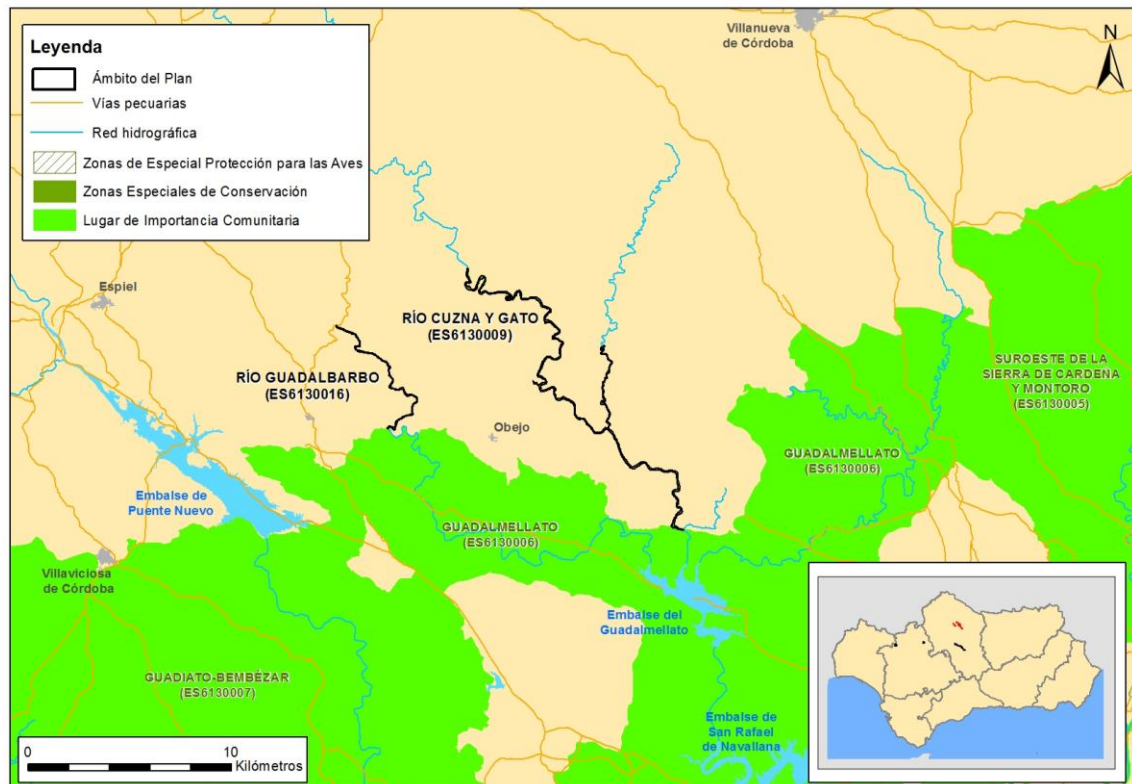 Leyenda
Ámbito del Plan
Vías pecuarias
Red hidrográfica
Zonas de Especial Protección para las Aves
Zonas Especiales de Conservación
Lugar de Importancia Comunitaria
Villanueva
de Córdoba
N
Espiel
RÍO CUZNA Y GATO
(ES6130009)
RÍO GUADALBARBO
(ES6130016)
Obejo
SUROESTE DE LA
SIERRA DE CARDEÑA
Y MONTORO
(ES6130005)
GUADALMELLATO
(ES6130006)
Embalse de
Puente Nuevo
GUADALMELLATO
(ES6130006)
Villaviciosa
de Córdoba
Embalse del
Guadalmellato
GUADIATO-BEMBÉZAR
(ES6130007)
Embalse de
San Rafael
de Navallana
0 10
Kilómetros